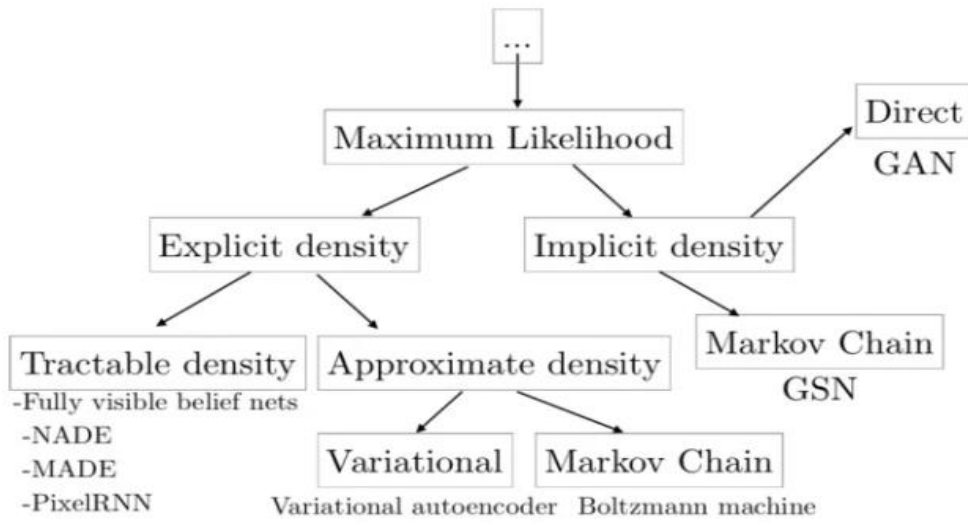 ...
Maximum Likelihood
Direct
GAN
Explicit density
Implicit density
Tractable density
-Fully visible belief nets
-NADE
-MADE
-PixelRNN
Approximate density
Variational
Variational autoencoder
Markov Chain
Boltzmann machine
Markov Chain
GSN